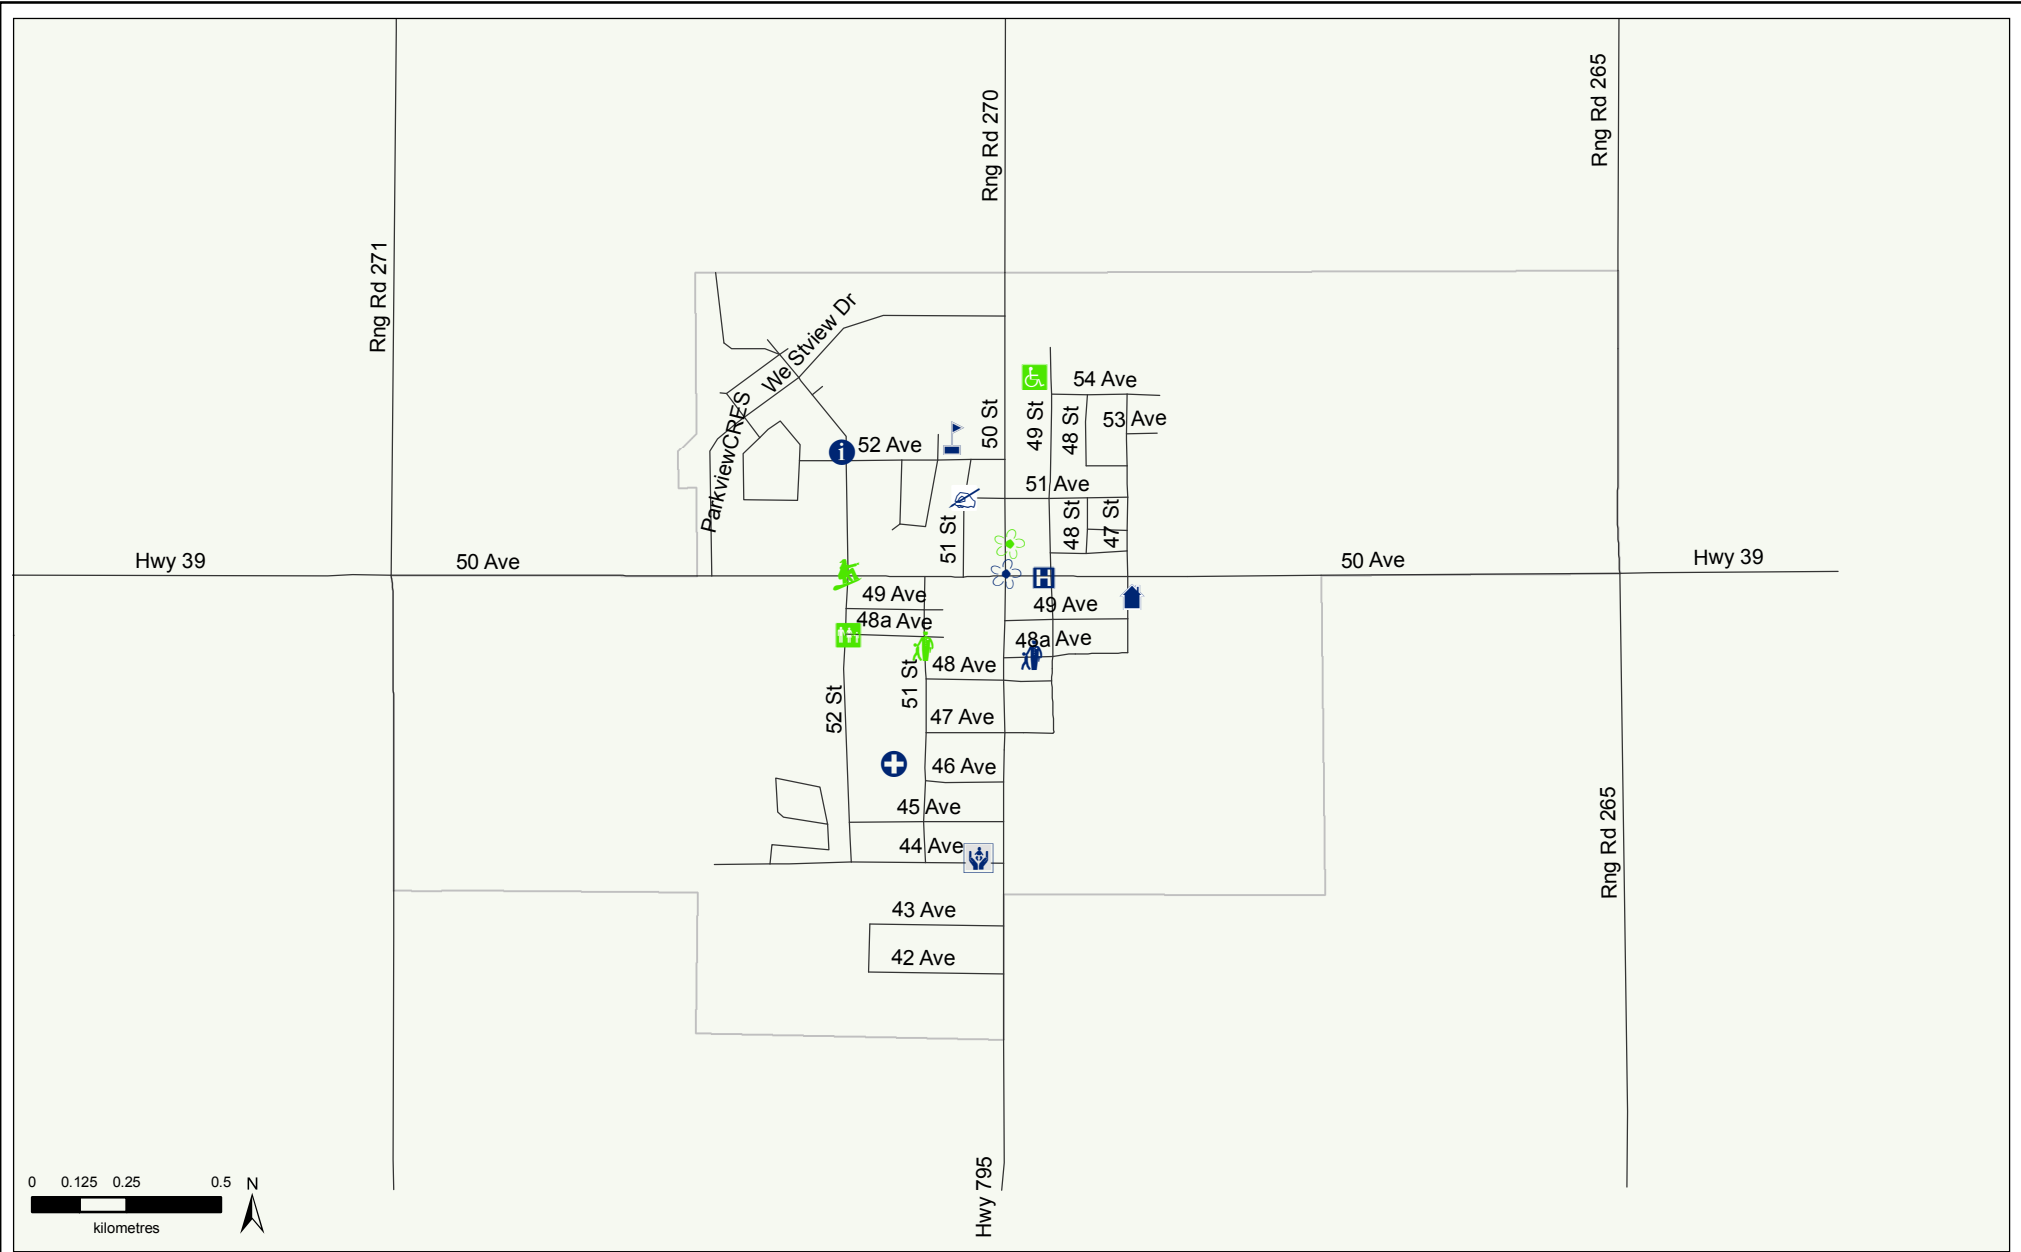 Rng Rd 265
Rng Rd 270
Rng Rd 271
We Stview Dr
54 Ave
53 Ave
50 St
49 St
48 St
ParkviewCRES
52 Ave
i
51 Ave
51 St
48 St
47 St
Hwy 39
50 Ave
50 Ave
Hwy 39
H
49 Ave
49 Ave
48a Ave
48a Ave
48 Ave
51 St
52 St
47 Ave
46 Ave
45 Ave
44 Ave
Rng Rd 265
43 Ave
42 Ave
Hwy 795
0 0.125 0.25 0.5 N
kilometres